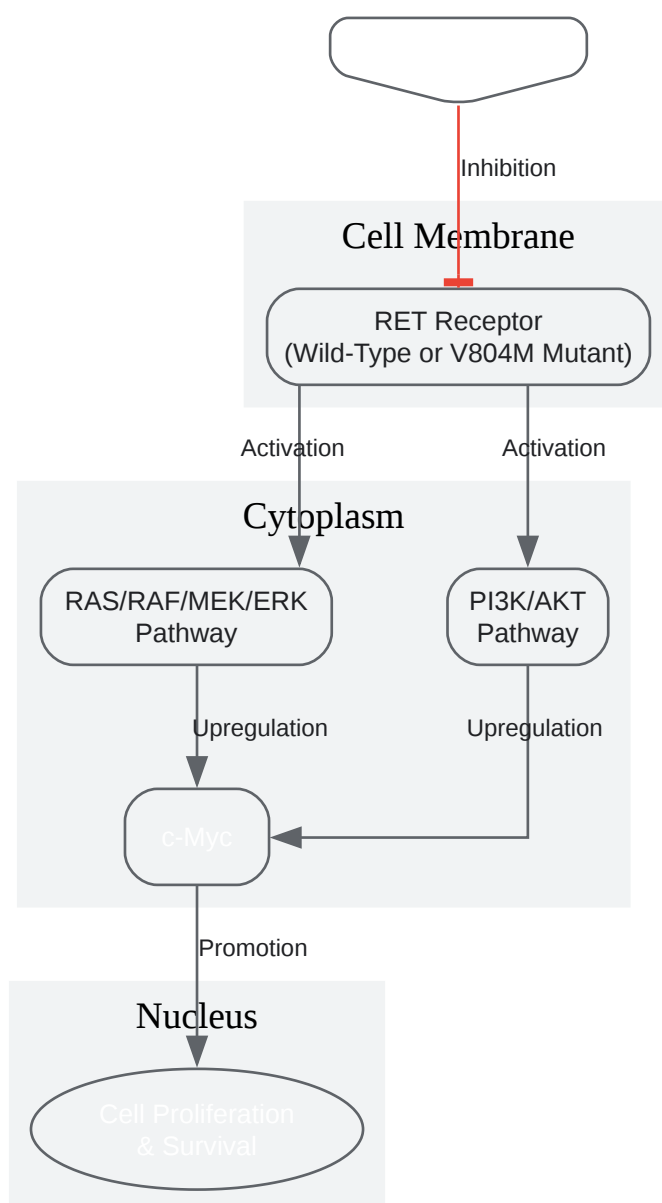 Inhibition
Cell Membrane
RET Receptor
(Wild-Type or V804M Mutant)
Activation
Activation
Cytoplasm
RAS/RAF/MEK/ERK
Pathway
PI3K/AKT
Pathway
Upregulation
Upregulation
c-Myc
Promotion
Nucleus
Cell Proliferation
& Survival